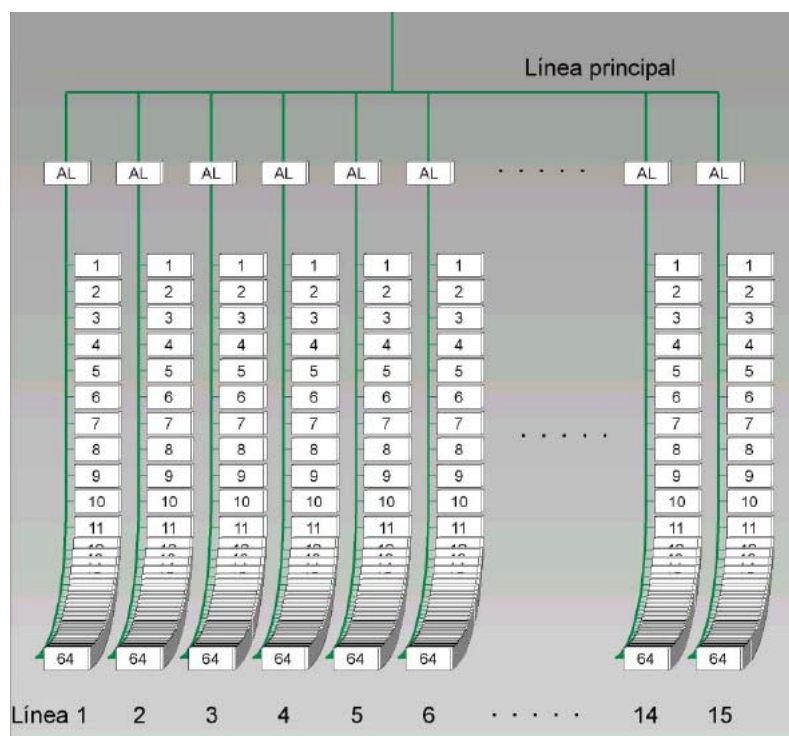 Línea principal
AL AL AL AL AL AL . . . . . AL AL
1 1 1 1 1 1 1 1
2 2 2 2 2 2 2 2
3 3 3 3 3 3 3 3
4 4 4 4 4 4 4 4
5 5 5 5 5 5 5 5
6 6 6 6 6 6 6 6
7 7 7 7 7 7 7 7
8 8 8 8 8 8 8 8
9 9 9 9 9 9 9 9
10 10 10 10 10 10 10 10
11 11 11 11 11 11 11 11
64 64 64 64 64 64 64 64
Línea 1 2 3 4 5 6 . . . . . 14 15